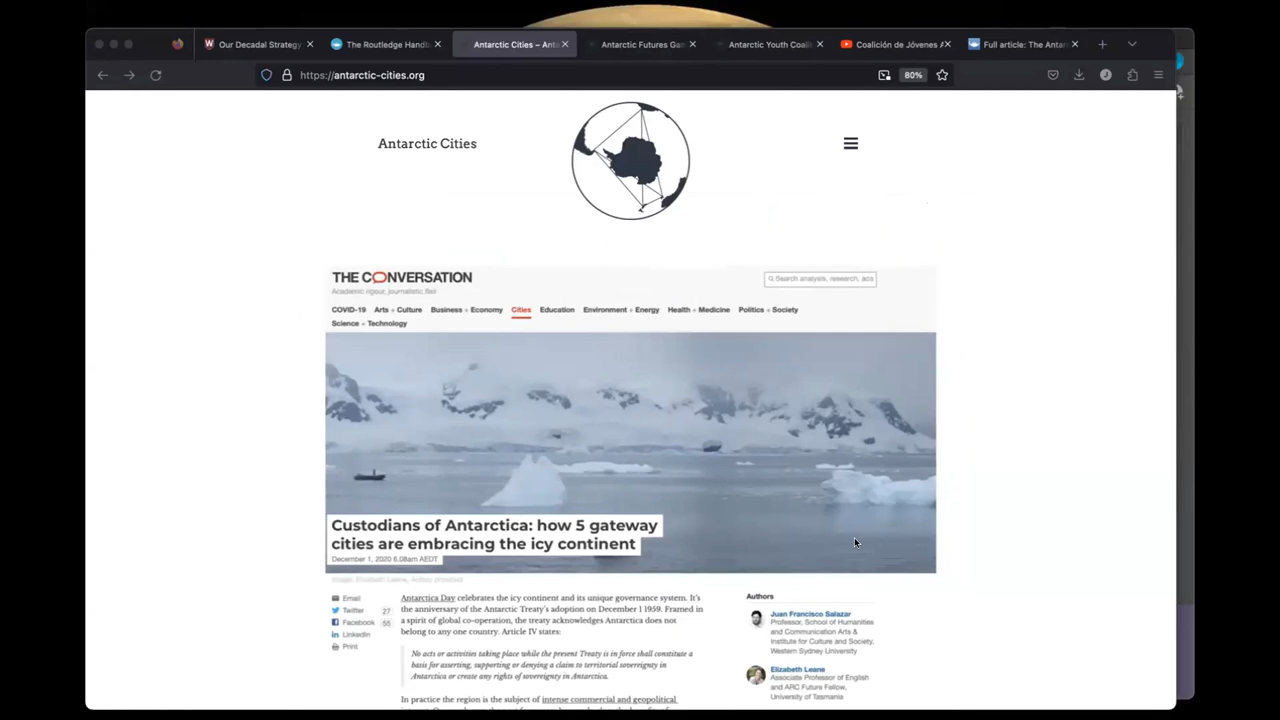 Our Decadal Strategy
The Routledge Handb
Antarctic Cities – Anta
Antarctic Futures Gam
Antarctic Youth Coali
Coalición de Jóvenes A
Full article: The Antar
https://antarctic-cities.org
80%
Antarctic Cities
THE CONVERSATION
Academic rigour, journalistic flair
Search analysis, research, aca
COVID-19 Arts + Culture Business + Economy Cities Education Environment + Energy Health + Medicine Politics + Society
Science + Technology
Custodians of Antarctica: how 5 gateway
cities are embracing the icy continent
December 1, 2020 6.08am AEDT
Email
Twitter 27
Facebook 55
LinkedIn
Print
Antarctica Day celebrates the icy continent and its unique governance system. It's
the anniversary of the Antarctic Treaty's adoption on December 1 1959. Framed in
a spirit of global co-operation, the treaty acknowledges Antarctica does not
belong to any one country. Article IV states:
No acts or activities taking place while the present Treaty is in force shall constitute a
basis for asserting, supporting or denying a claim to territorial sovereignty in
Antarctica or create any rights of sovereignty in Antarctica.
In practice the region is the subject of intense commercial and geopolitical
Authors
Juan Francisco Salazar
Professor, School of Humanities
and Communication Arts &
Institute for Culture and Society,
Western Sydney University
Elizabeth Leane
Associate Professor of English
and ARC Future Fellow,
University of Tasmania